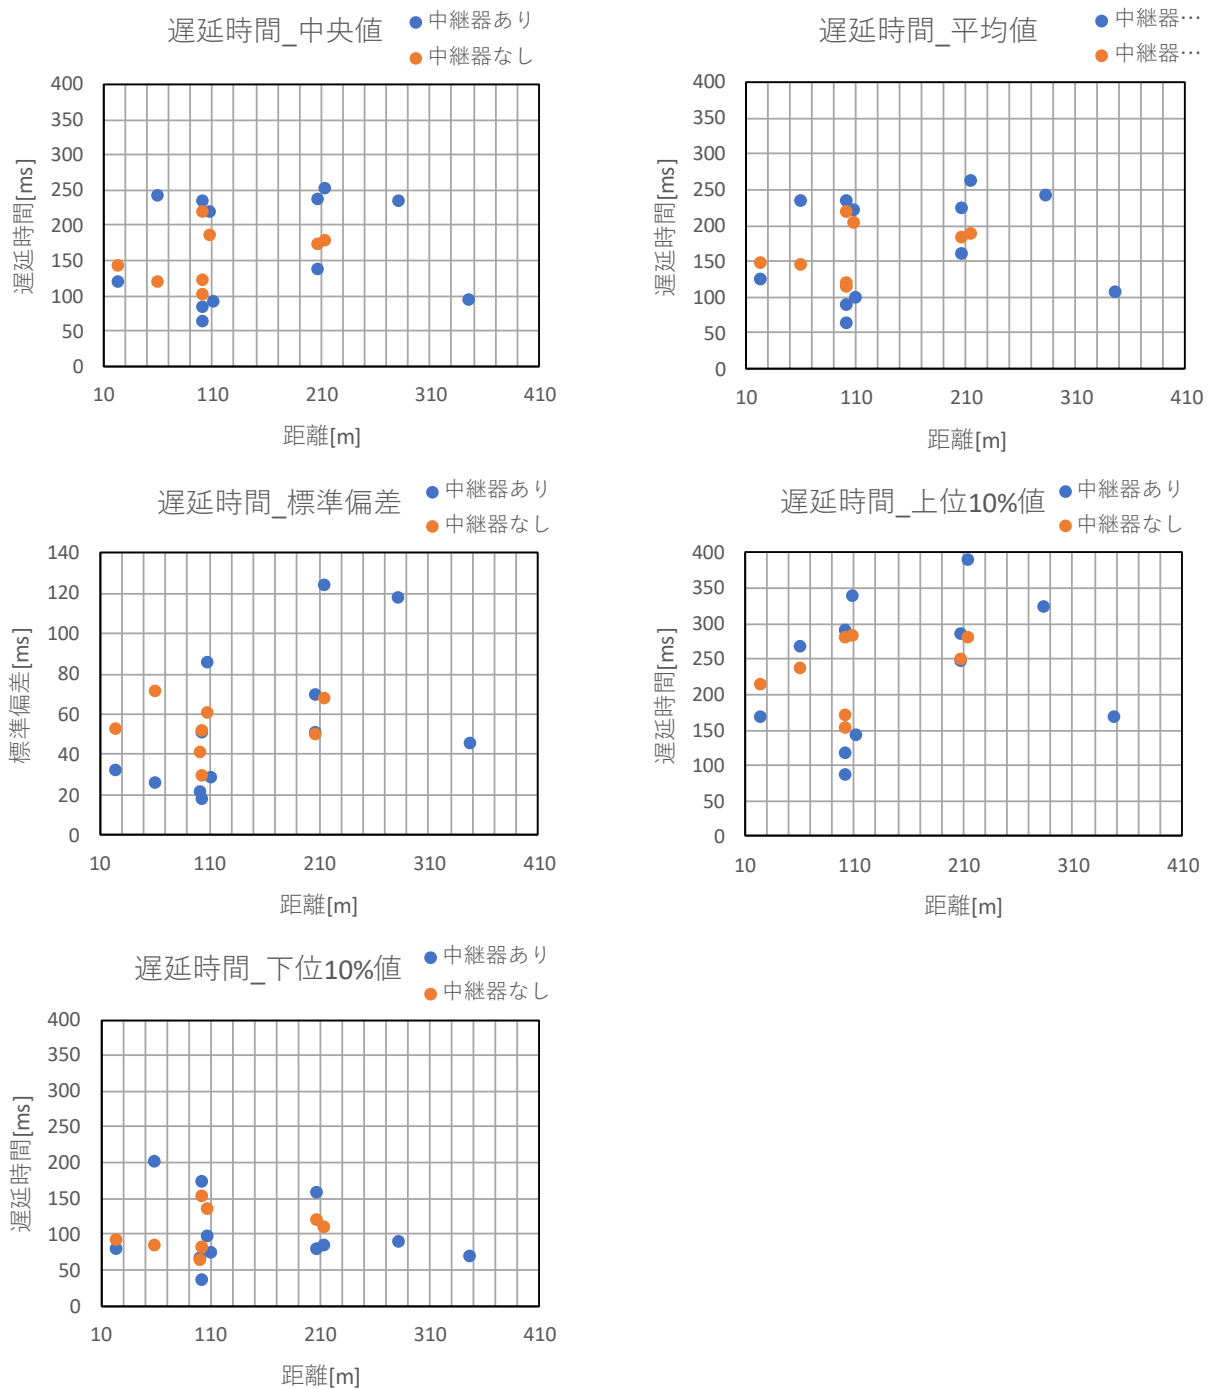 遅延時間_中央値
中継器あり
中継器なし
400
350
300
250
200
150
100
50
0
遅延時間[ms]
10 110 210 310 410
距離[m]
遅延時間_平均値
中継器…
中継器…
400
350
300
250
200
150
100
50
0
遅延時間[ms]
10 110 210 310 410
距離[m]
遅延時間_標準偏差
中継器あり
中継器なし
140
120
100
80
60
40
20
0
標準偏差[ms]
10 110 210 310 410
距離[m]
遅延時間_上位10%値
中継器あり
中継器なし
400
350
300
250
200
150
100
50
0
遅延時間[ms]
10 110 210 310 410
距離[m]
遅延時間_下位10%値
中継器あり
中継器なし
400
350
300
250
200
150
100
50
0
遅延時間[ms]
10 110 210 310 410
距離[m]